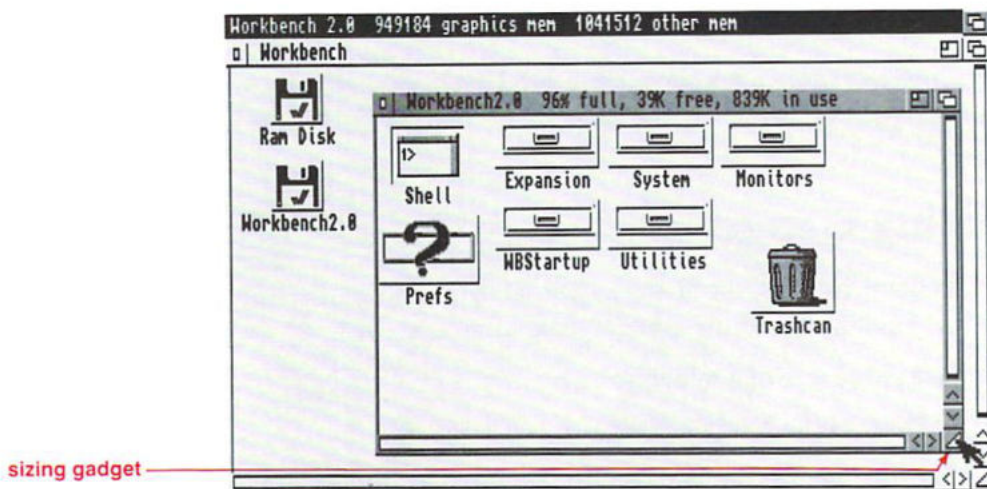 Workbench 2.0 949184 graphics mem 1041512 other mem
Workbench
Ram Disk
Workbench2.0
Workbench2.0 96% full, 39K free, 839K in use
1>
Shell
Expansion
System
Monitors
Prefs
WBStartup
Utilities
Trashcan
sizing gadget